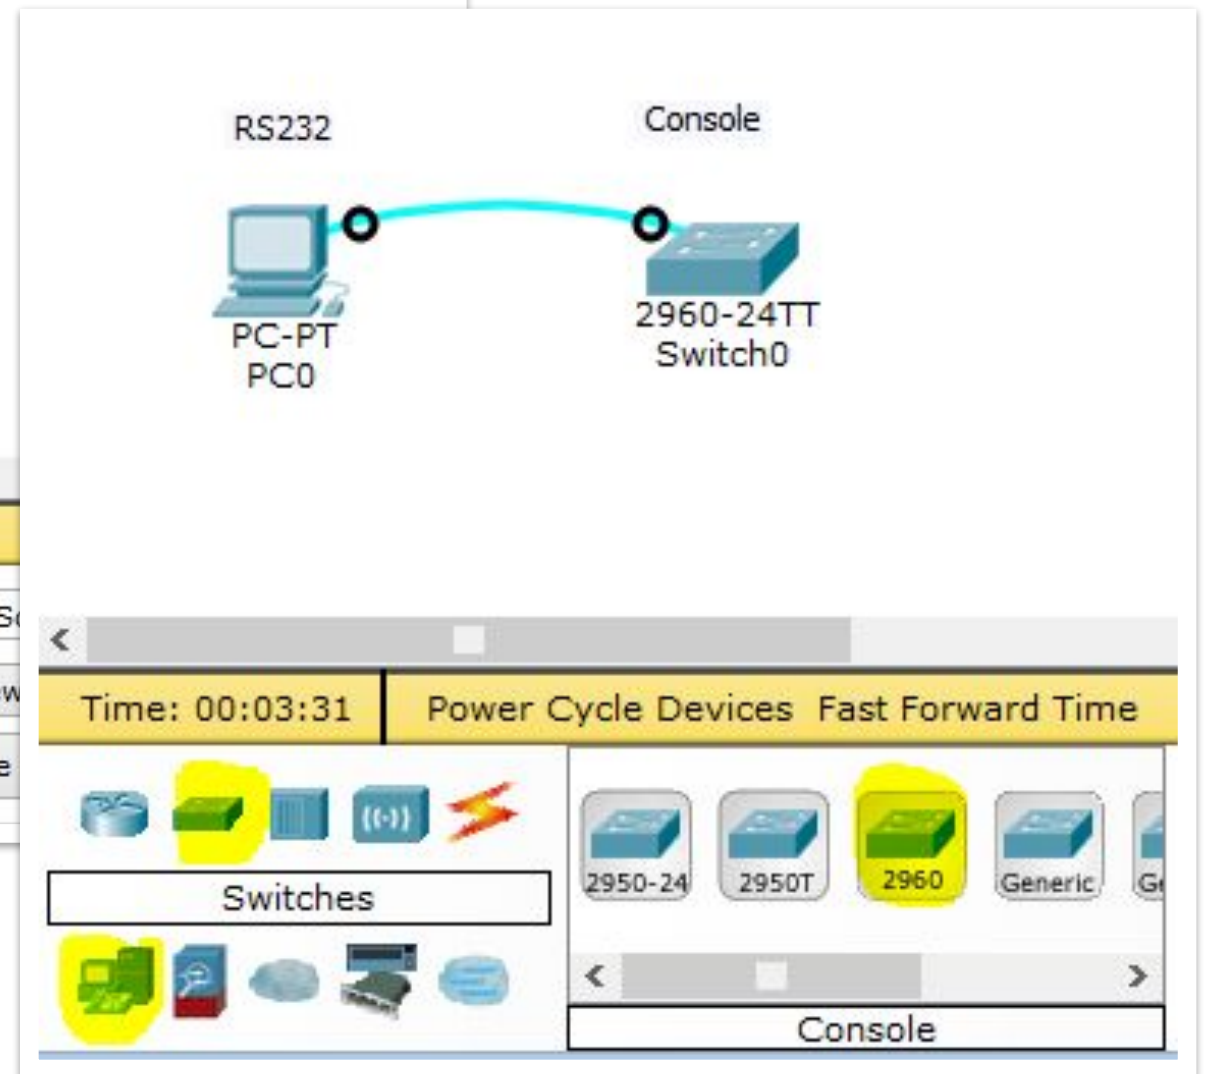 RS232
Console
PC-PT
PC0
2960-24TT
Switch0
Time: 00:03:31
Power Cycle Devices Fast Forward Time
Switches
2950-24
2950T
2960
Generic
Console